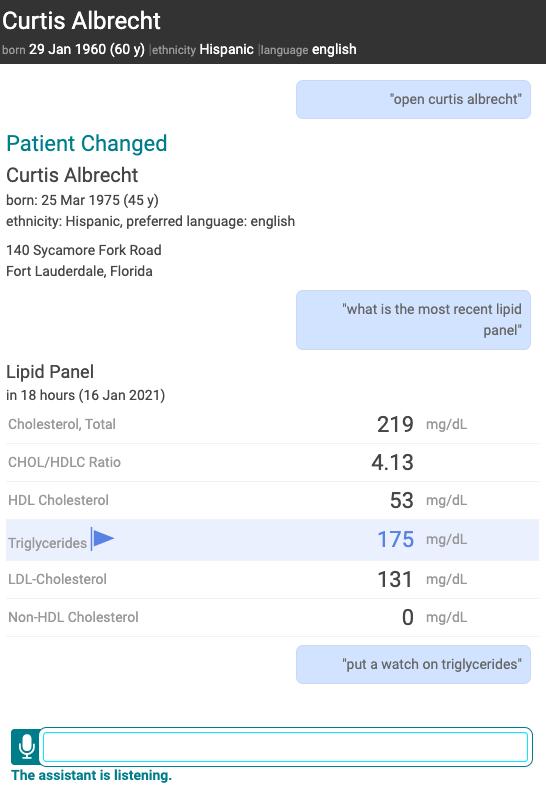 Curtis Albrecht
born 29 Jan 1960 (60 y) |ethnicity Hispanic |language english
"open curtis albrecht"
Patient Changed
Curtis Albrecht
born: 25 Mar 1975 (45 y)
ethnicity: Hispanic, preferred language: english
140 Sycamore Fork Road
Fort Lauderdale, Florida
"what is the most recent lipid
panel"
Lipid Panel
in 18 hours (16 Jan 2021)
Cholesterol, Total 219 mg/dL
CHOL/HDLC Ratio 4.13
HDL Cholesterol 53 mg/dL
Triglycerides 175 mg/dL
LDL-Cholesterol 131 mg/dL
Non-HDL Cholesterol 0 mg/dL
"put a watch on triglycerides"
The assistant is listening.